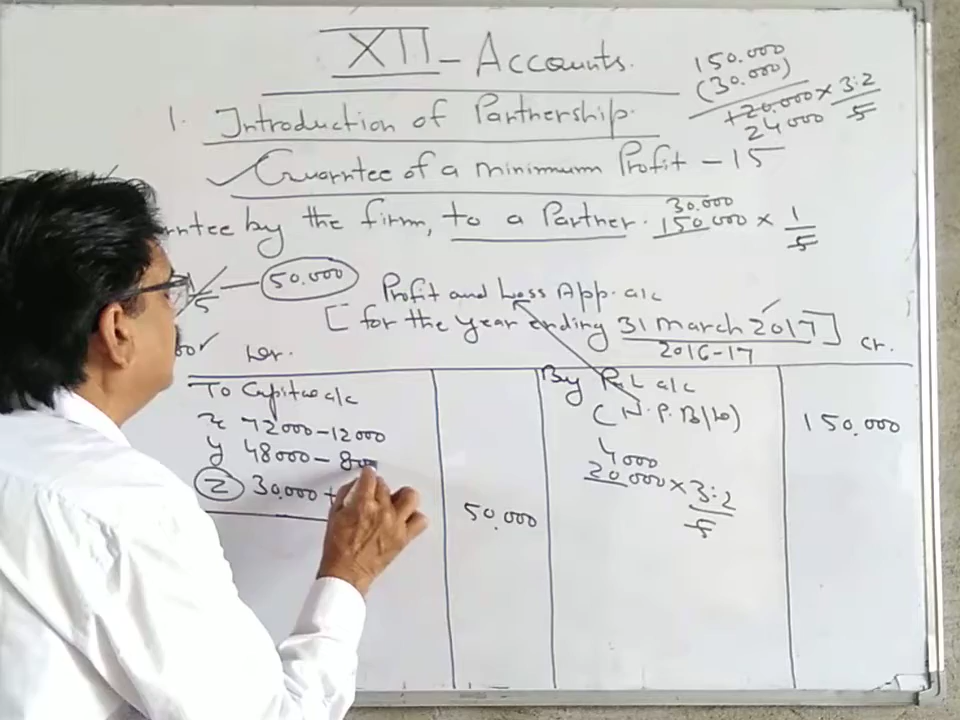 XII - Accounts.
150.000
(30.000)
+20.000 × 3:2
24000 5
1. Introduction of Partnership.
Guarntee of a minimum Profit - 15
rntee by the firm, to a Partner.
30.000
150.000 × 1
5
5 — 50.000
Profit and Loss App. a/c
[for the year ending 31 March 2017]
2016-17
Dr.
Cr.
To Capital a/c
x 72000 - 12000
y 48000 - 800
z 30.000 +
50.000
By P&L a/c
(N.P. B/d)
150.000
4000
20.000 × 3:2
5